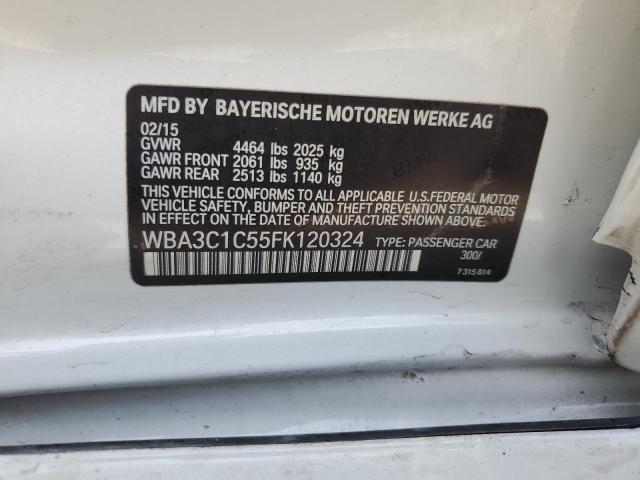 MFD BY BAYERISCHE MOTOREN WERKE AG
02/15
GVWR 4464 lbs 2025 kg
GAWR FRONT 2061 lbs 935 kg
GAWR REAR 2513 lbs 1140 kg
THIS VEHICLE CONFORMS TO ALL APPLICABLE U.S.FEDERAL MOTOR
VEHICLE SAFETY, BUMPER AND THEFT PREVENTION
STANDARDS IN EFFECT ON THE DATE OF MANUFACTURE SHOWN ABOVE.
WBA3C1C55FK120324 TYPE: PASSENGER CAR
300/
7315814
BMW